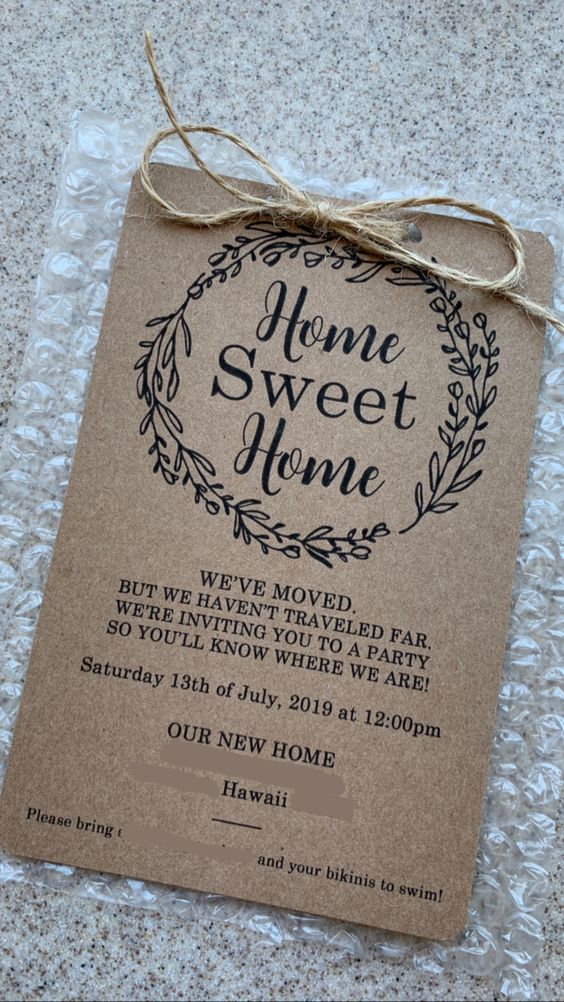 Home
Sweet
Home
WE'VE MOVED.
BUT WE HAVEN'T TRAVELED FAR.
WE'RE INVITING YOU TO A PARTY
SO YOU'LL KNOW WHERE WE ARE!
Saturday 13th of July, 2019 at 12:00pm
OUR NEW HOME
Hawaii
Please bring
and your bikinis to swim!